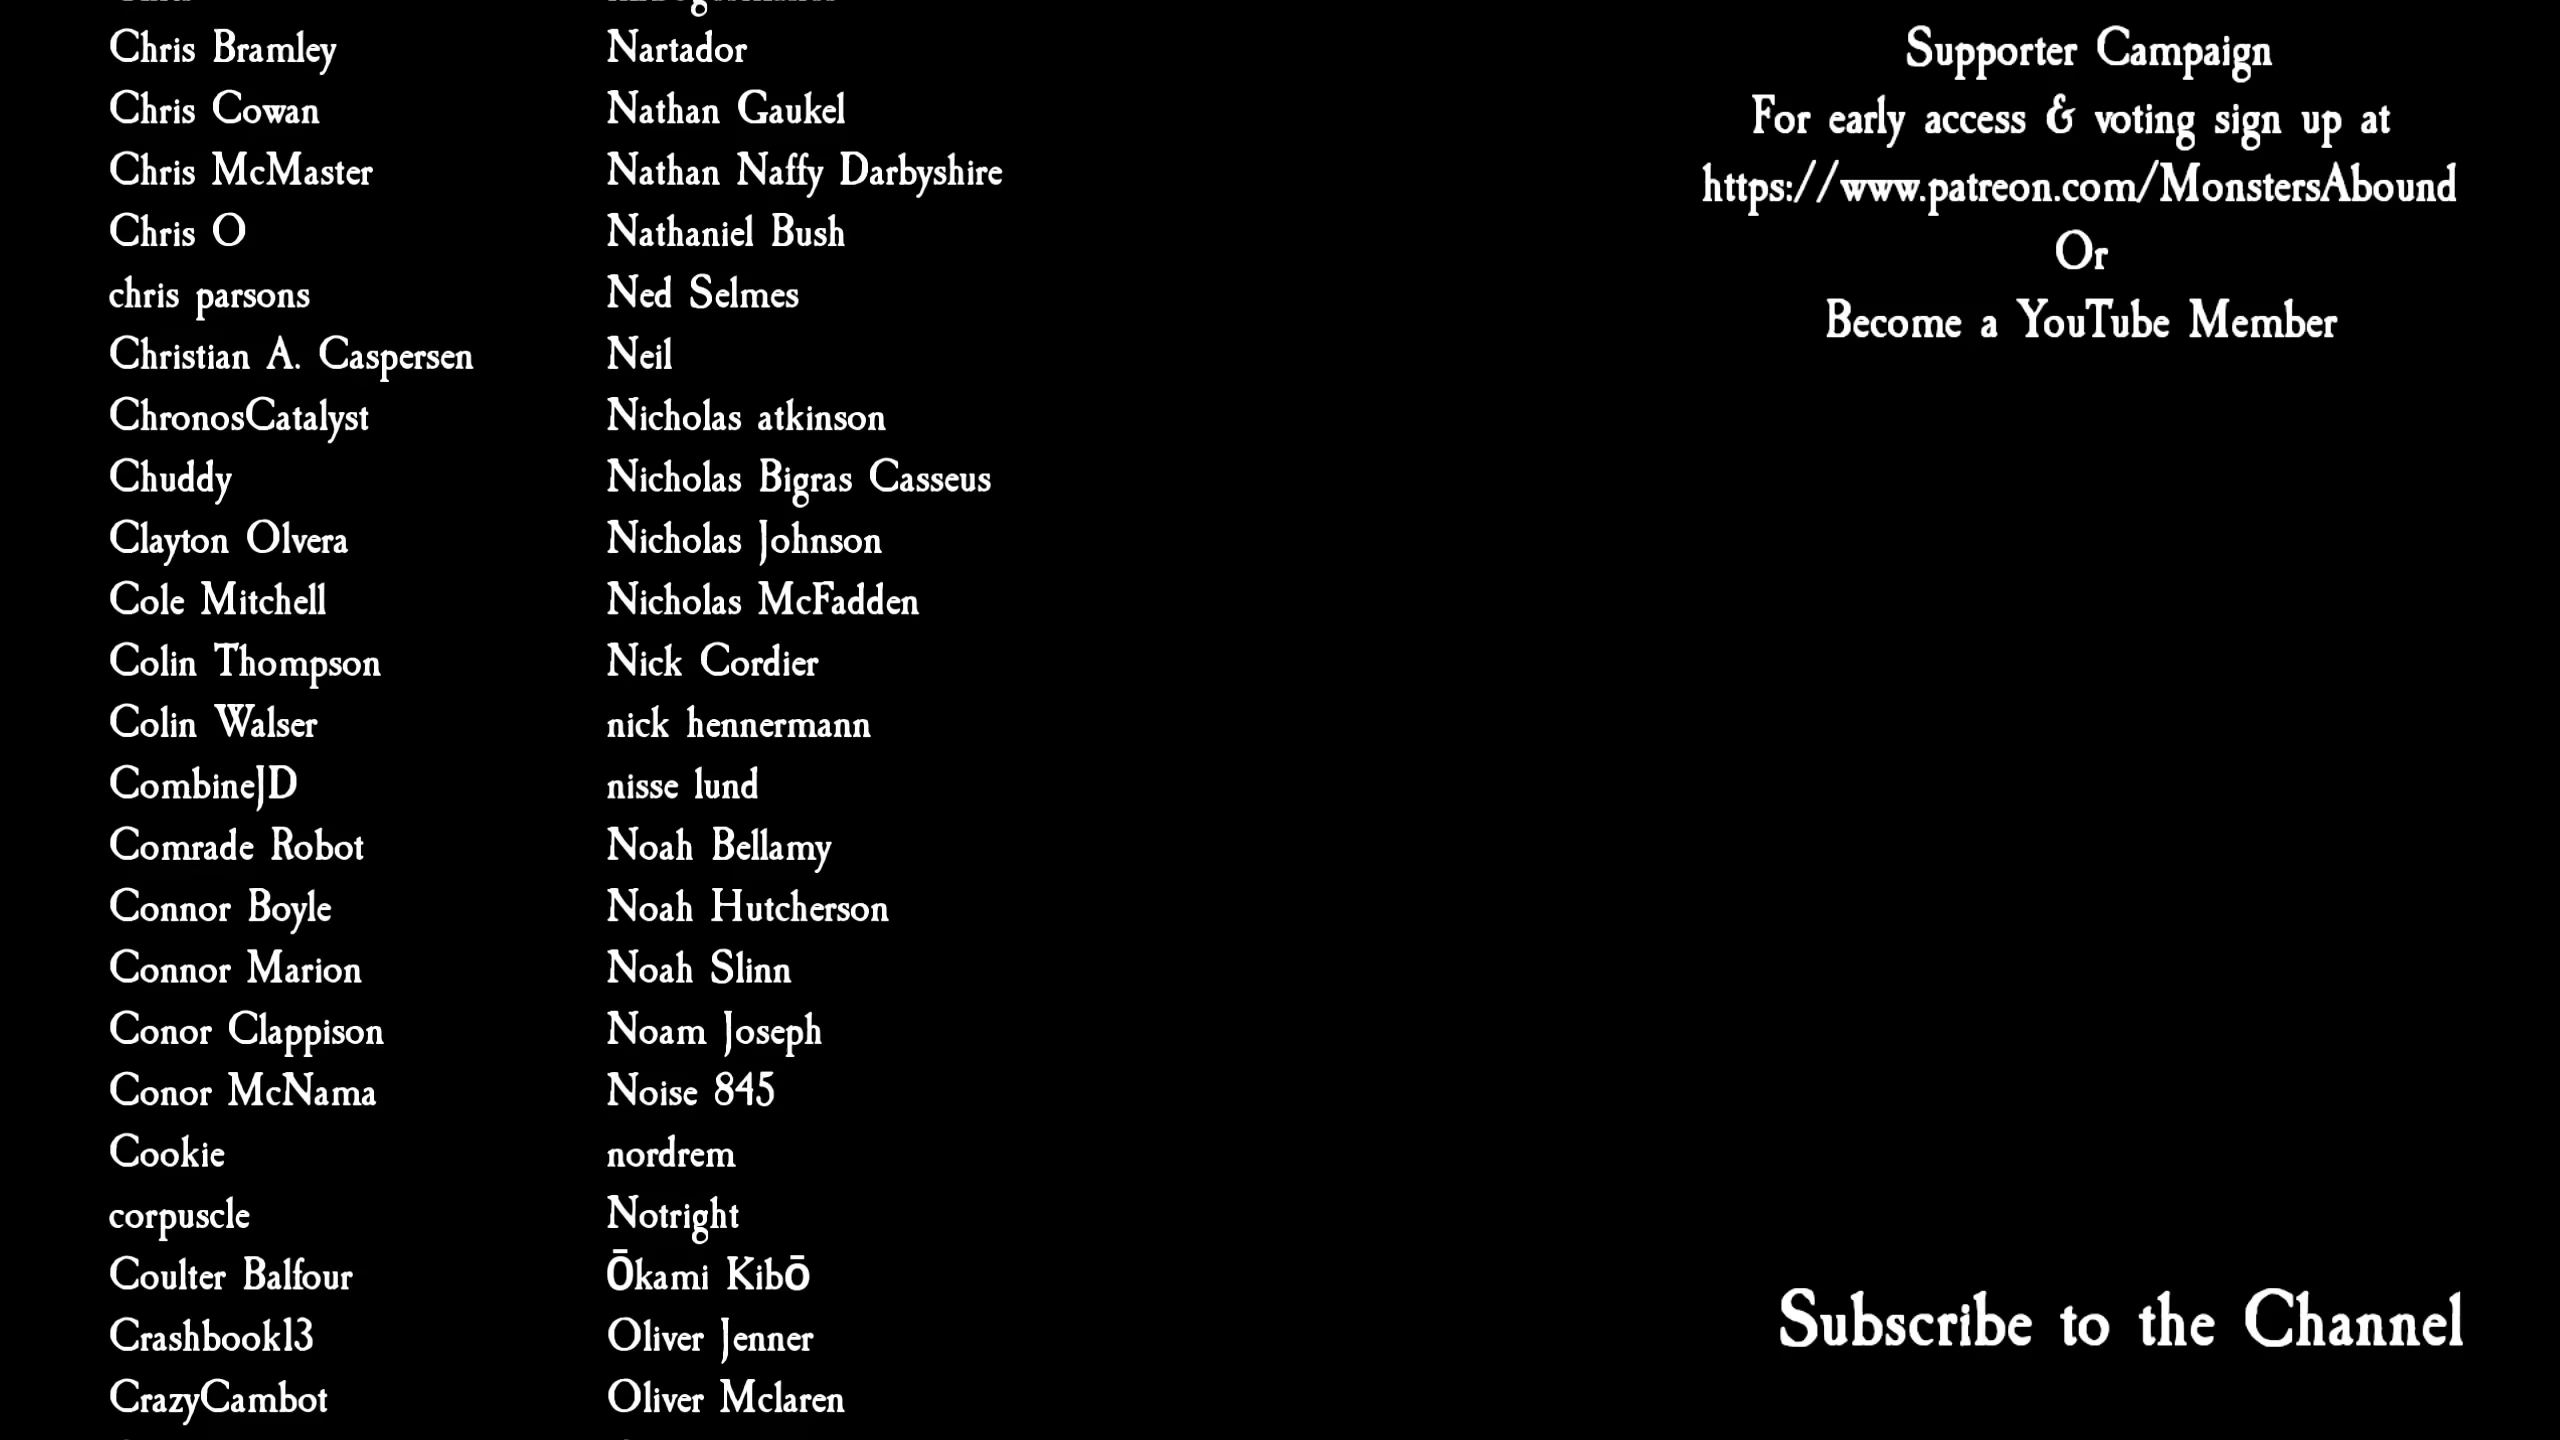 Chris Bramley
Chris Cowan
Chris McMaster
Chris O
chris parsons
Christian A. Caspersen
ChronosCatalyst
Chuddy
Clayton Olvera
Cole Mitchell
Colin Thompson
Colin Walser
CombineJD
Comrade Robot
Connor Boyle
Connor Marion
Conor Clappison
Conor McNama
Cookie
corpuscle
Coulter Balfour
Crashbook13
CrazyCambot
Nartador
Nathan Gaukel
Nathan Naffy Darbyshire
Nathaniel Bush
Ned Selmes
Neil
Nicholas atkinson
Nicholas Bigras Casseus
Nicholas Johnson
Nicholas McFadden
Nick Cordier
nick hennermann
nisse lund
Noah Bellamy
Noah Hutcherson
Noah Slinn
Noam Joseph
Noise 845
nordrem
Notright
Ōkami Kibō
Oliver Jenner
Oliver Mclaren
Supporter Campaign
For early access & voting sign up at
https://www.patreon.com/MonstersAbound
Or
Become a YouTube Member
Subscribe to the Channel